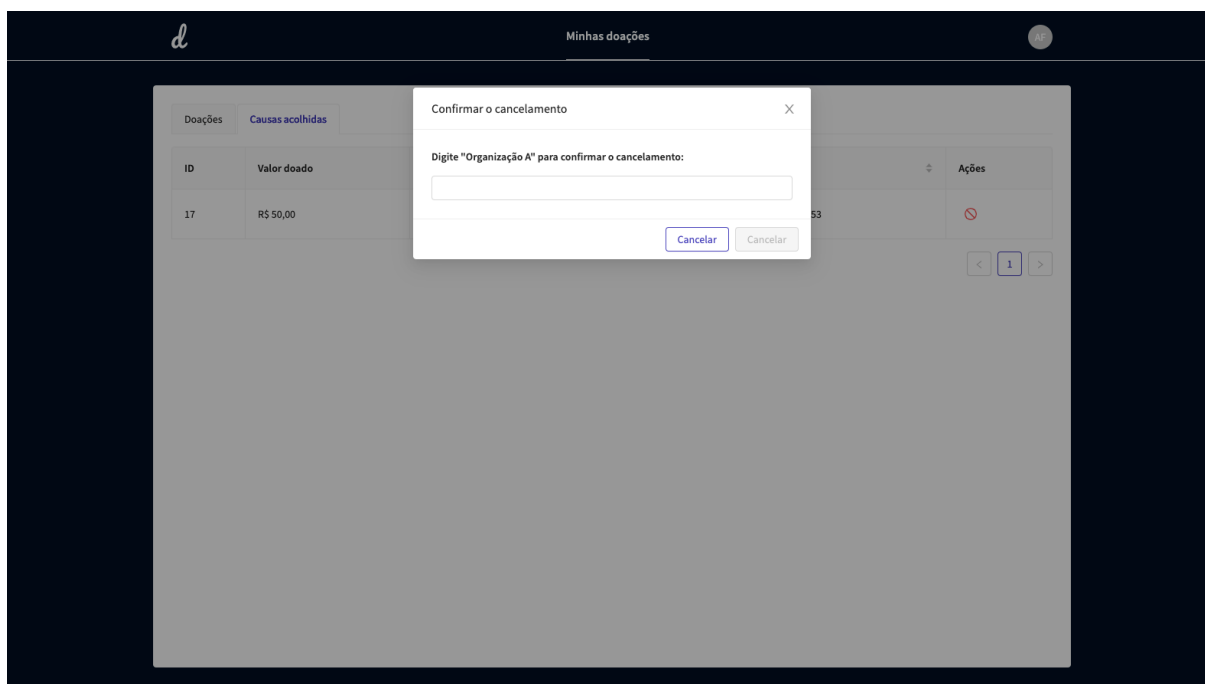 d
Minhas doações
AF
Doações
Causas acolhidas
Confirmar o cancelamento
Digite "Organização A" para confirmar o cancelamento:
Cancelar
Cancelar
ID
Valor doado
Ações
17
R$ 50,00
53
< 1 >